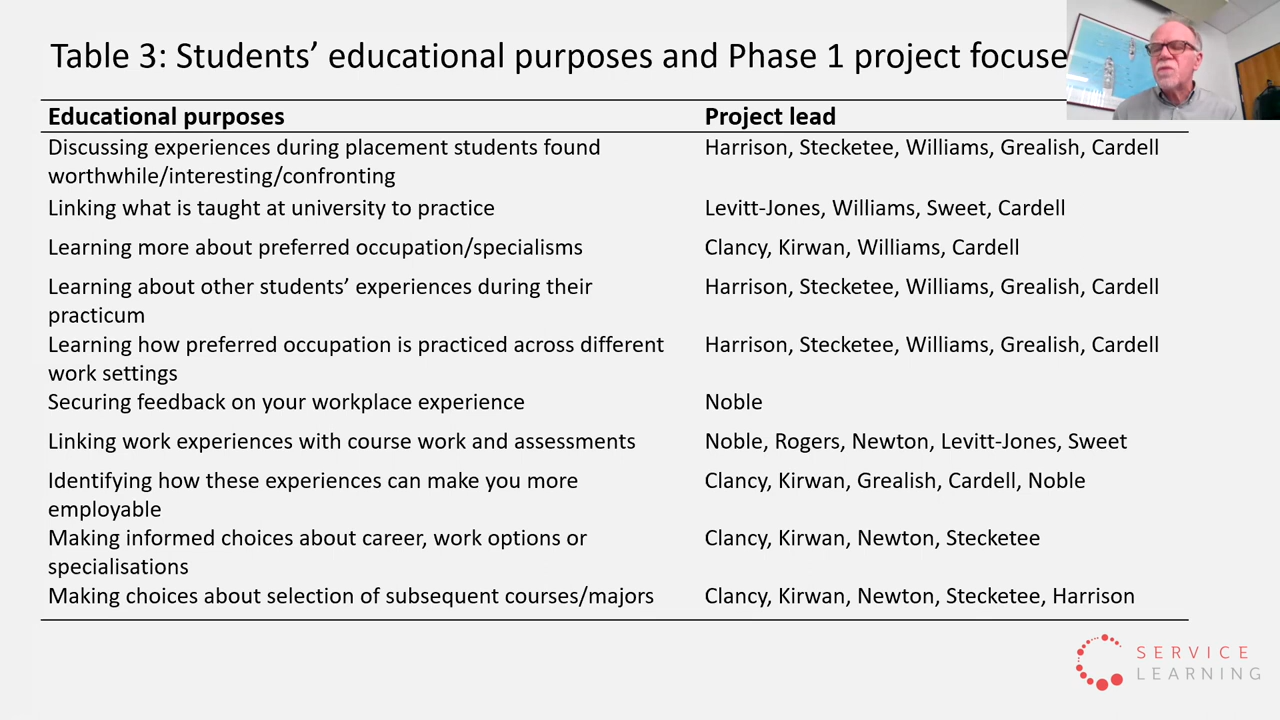 Table 3: Students’ educational purposes and Phase 1 project focuse
Educational purposes Project lead
Discussing experiences during placement students found Harrison, Stecketee, Williams, Grealish, Cardell
worthwhile/interesting/confronting
Linking what is taught at university to practice Levitt-Jones, Williams, Sweet, Cardell
Learning more about preferred occupation/specialisms Clancy, Kirwan, Williams, Cardell
Learning about other students’ experiences during their Harrison, Stecketee, Williams, Grealish, Cardell
practicum
Learning how preferred occupation is practiced across different Harrison, Stecketee, Williams, Grealish, Cardell
work settings
Securing feedback on your workplace experience Noble
Linking work experiences with course work and assessments Noble, Rogers, Newton, Levitt-Jones, Sweet
Identifying how these experiences can make you more Clancy, Kirwan, Grealish, Cardell, Noble
employable
Making informed choices about career, work options or Clancy, Kirwan, Newton, Stecketee
specialisations
Making choices about selection of subsequent courses/majors Clancy, Kirwan, Newton, Stecketee, Harrison
SERVICE
LEARNING